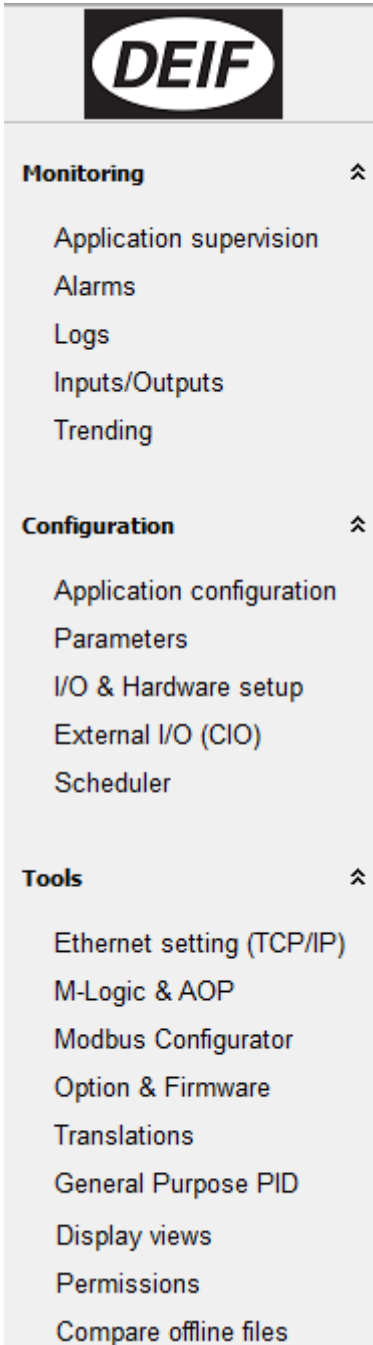 DEIF
Monitoring
Application supervision
Alarms
Logs
Inputs/Outputs
Trending
Configuration
Application configuration
Parameters
I/O & Hardware setup
External I/O (CIO)
Scheduler
Tools
Ethernet setting (TCP/IP)
M-Logic & AOP
Modbus Configurator
Option & Firmware
Translations
General Purpose PID
Display views
Permissions
Compare offline files